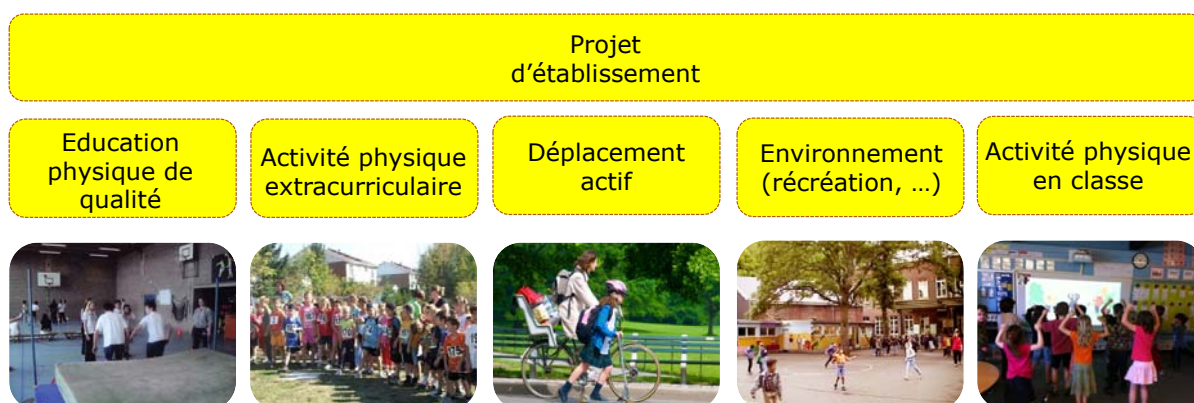 Projet
d’établissement
Education
physique de
qualité
Activité physique
extracurriculaire
Déplacement
actif
Environnement
(récréation, …)
Activité physique
en classe